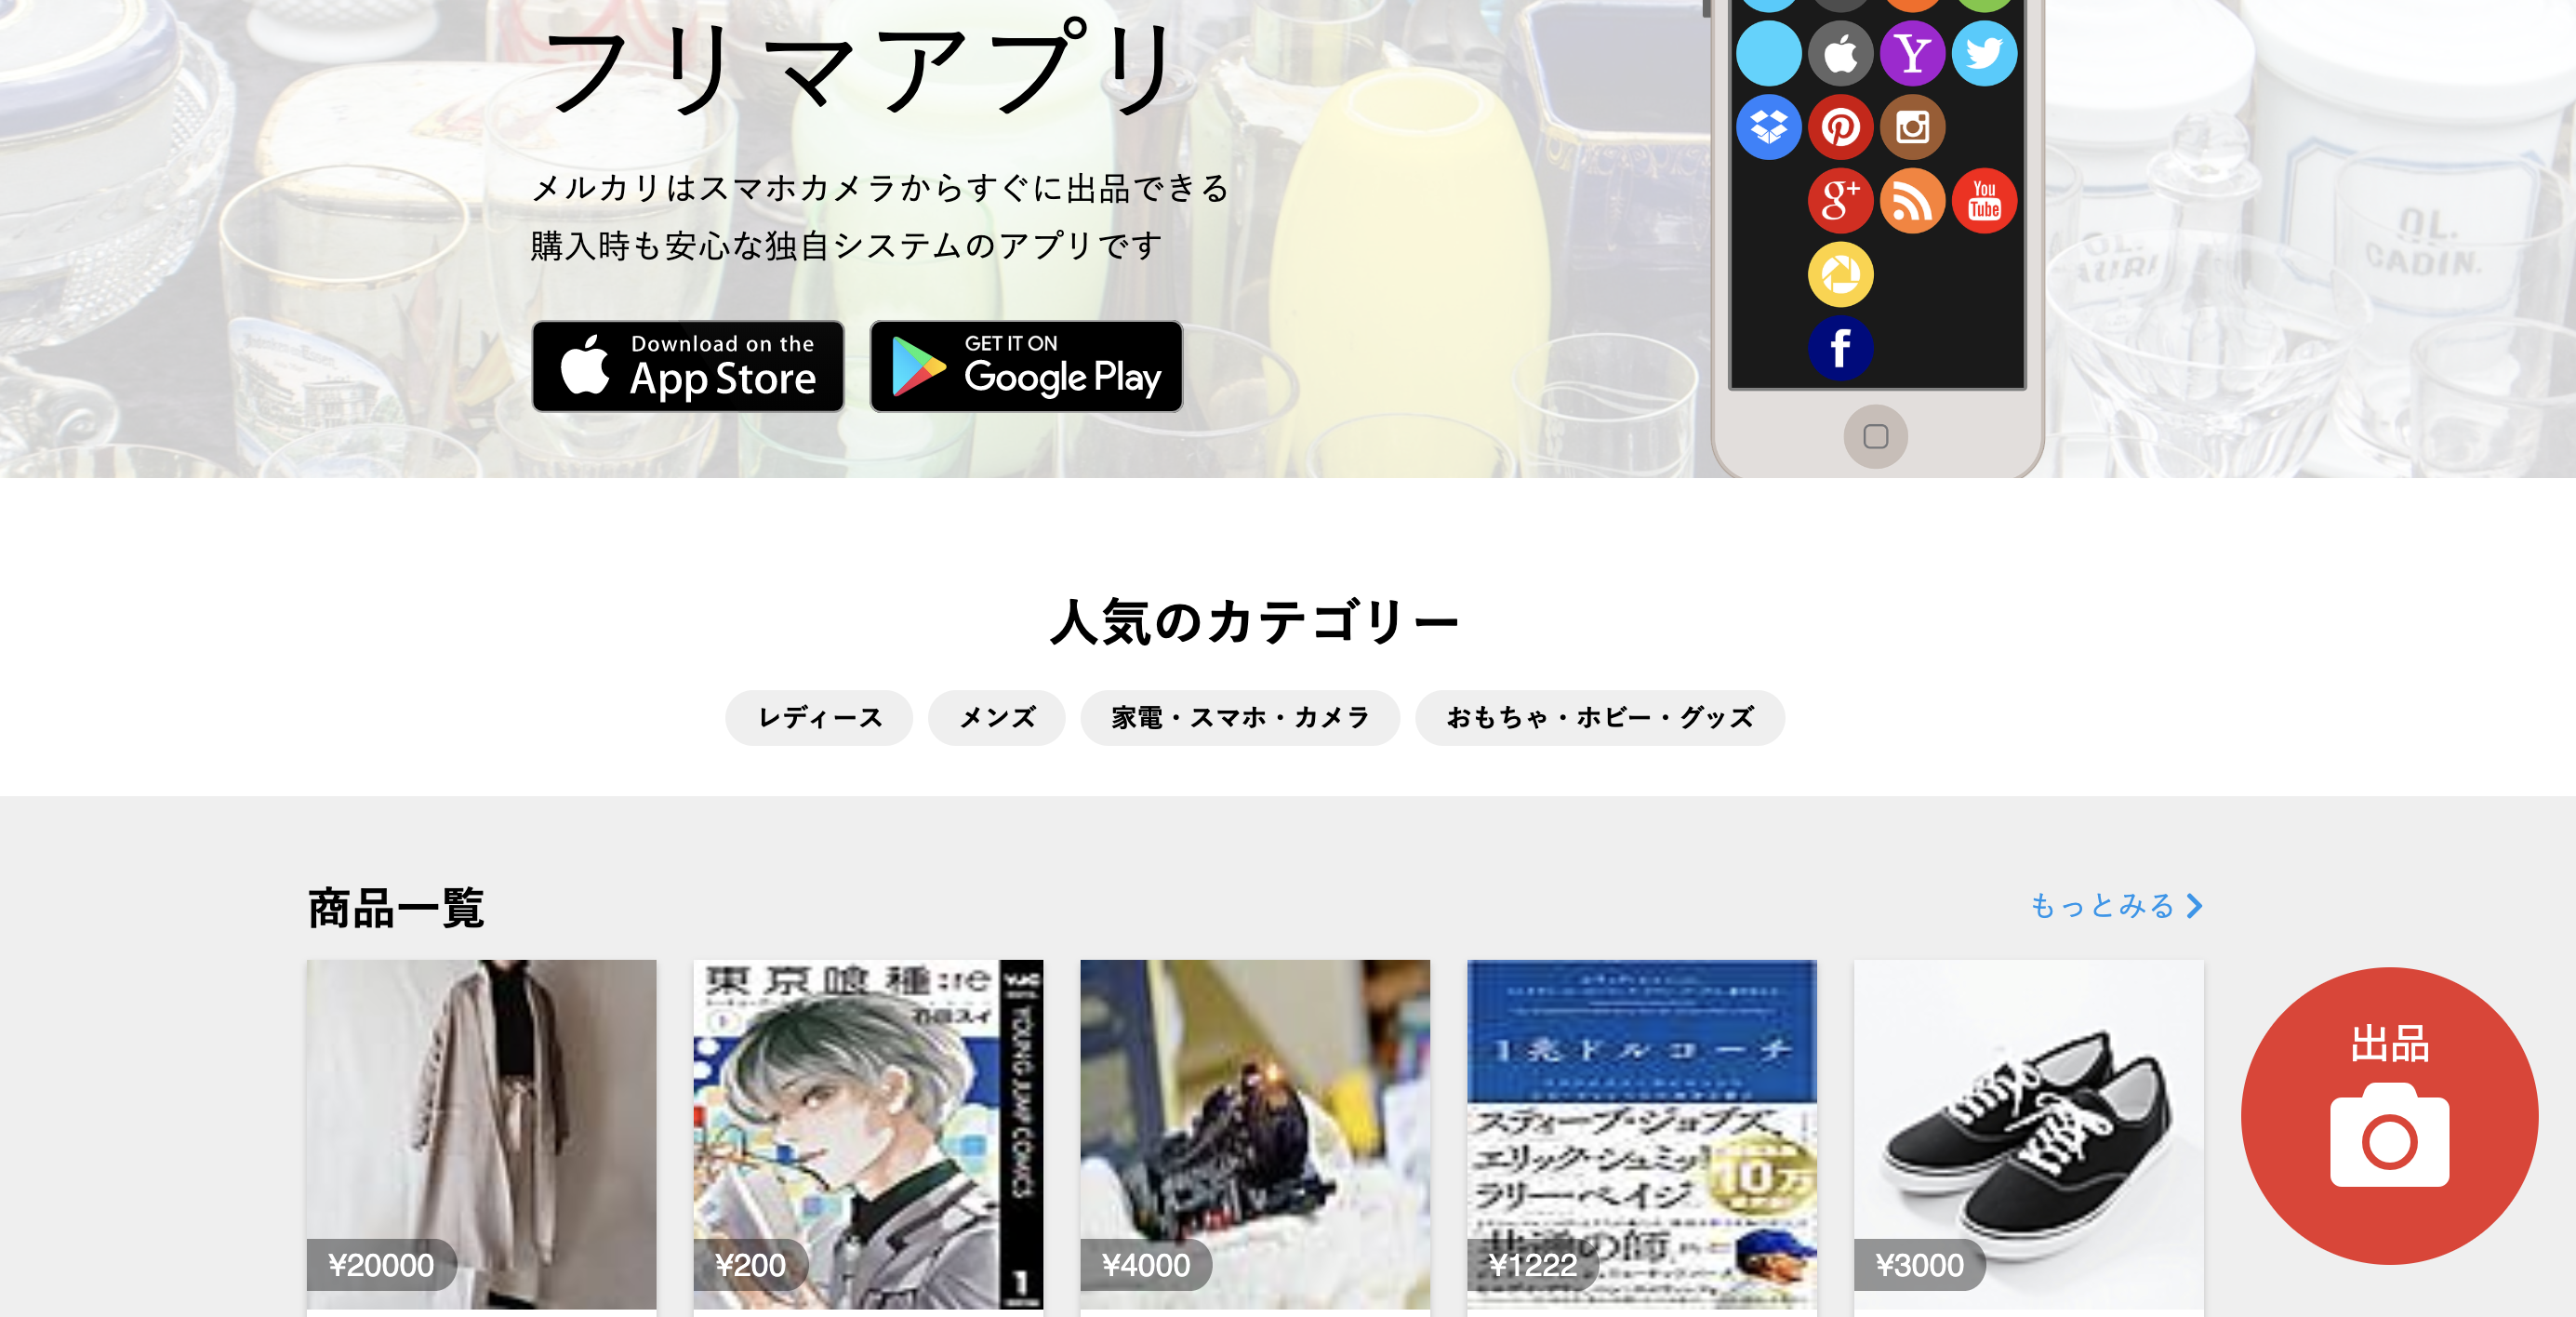 フリマアプリ
メルカリはスマホカメラからすぐに出品できる
購入時も安心な独自システムのアプリです
Download on the
App Store
GET IT ON
Google Play
You
Tube
OL.
CADIN.
人気のカテゴリー
レディース
メンズ
家電・スマホ・カメラ
おもちゃ・ホビー・グッズ
商品一覧
もっとみる
東京喰種:re
石田スイ
YOUNG JUMP COMICS
1
1兆ドルコーチ
スティーブ・ジョブズ、
エリック・シュミット
ラリー・ペイジ
共通の師
10万
出品
¥20000
¥200
¥4000
¥1222
¥3000